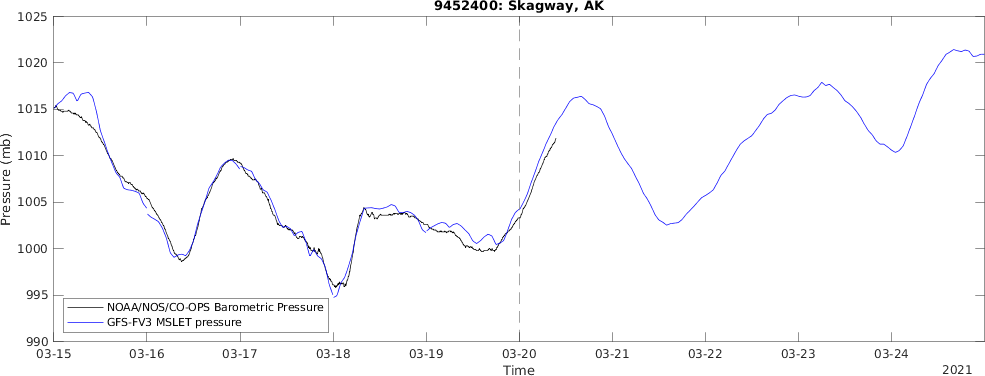 9452400: Skagway, AK
1025
1020
1015
1010
1005
1000
995
990
Pressure (mb)
NOAA/NOS/CO-OPS Barometric Pressure
GFS-FV3 MSLET pressure
03-15 03-16 03-17 03-18 03-19 03-20 03-21 03-22 03-23 03-24
Time
2021